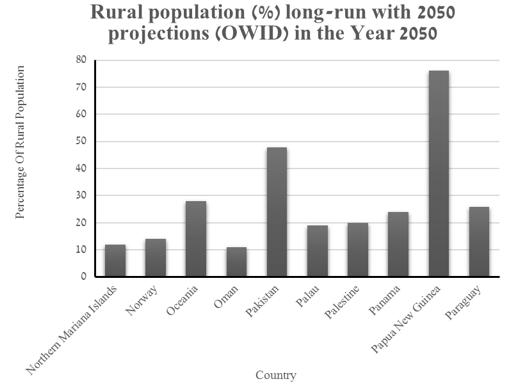 Rural population (%) long-run with 2050
projections (OWID) in the Year 2050
Percentage Of Rural Population
80
70
60
50
40
30
20
10
0
Northern Mariana Islands
Norway
Oceania
Oman
Pakistan
Palau
Palestine
Panama
Papua New Guinea
Paraguay
Country